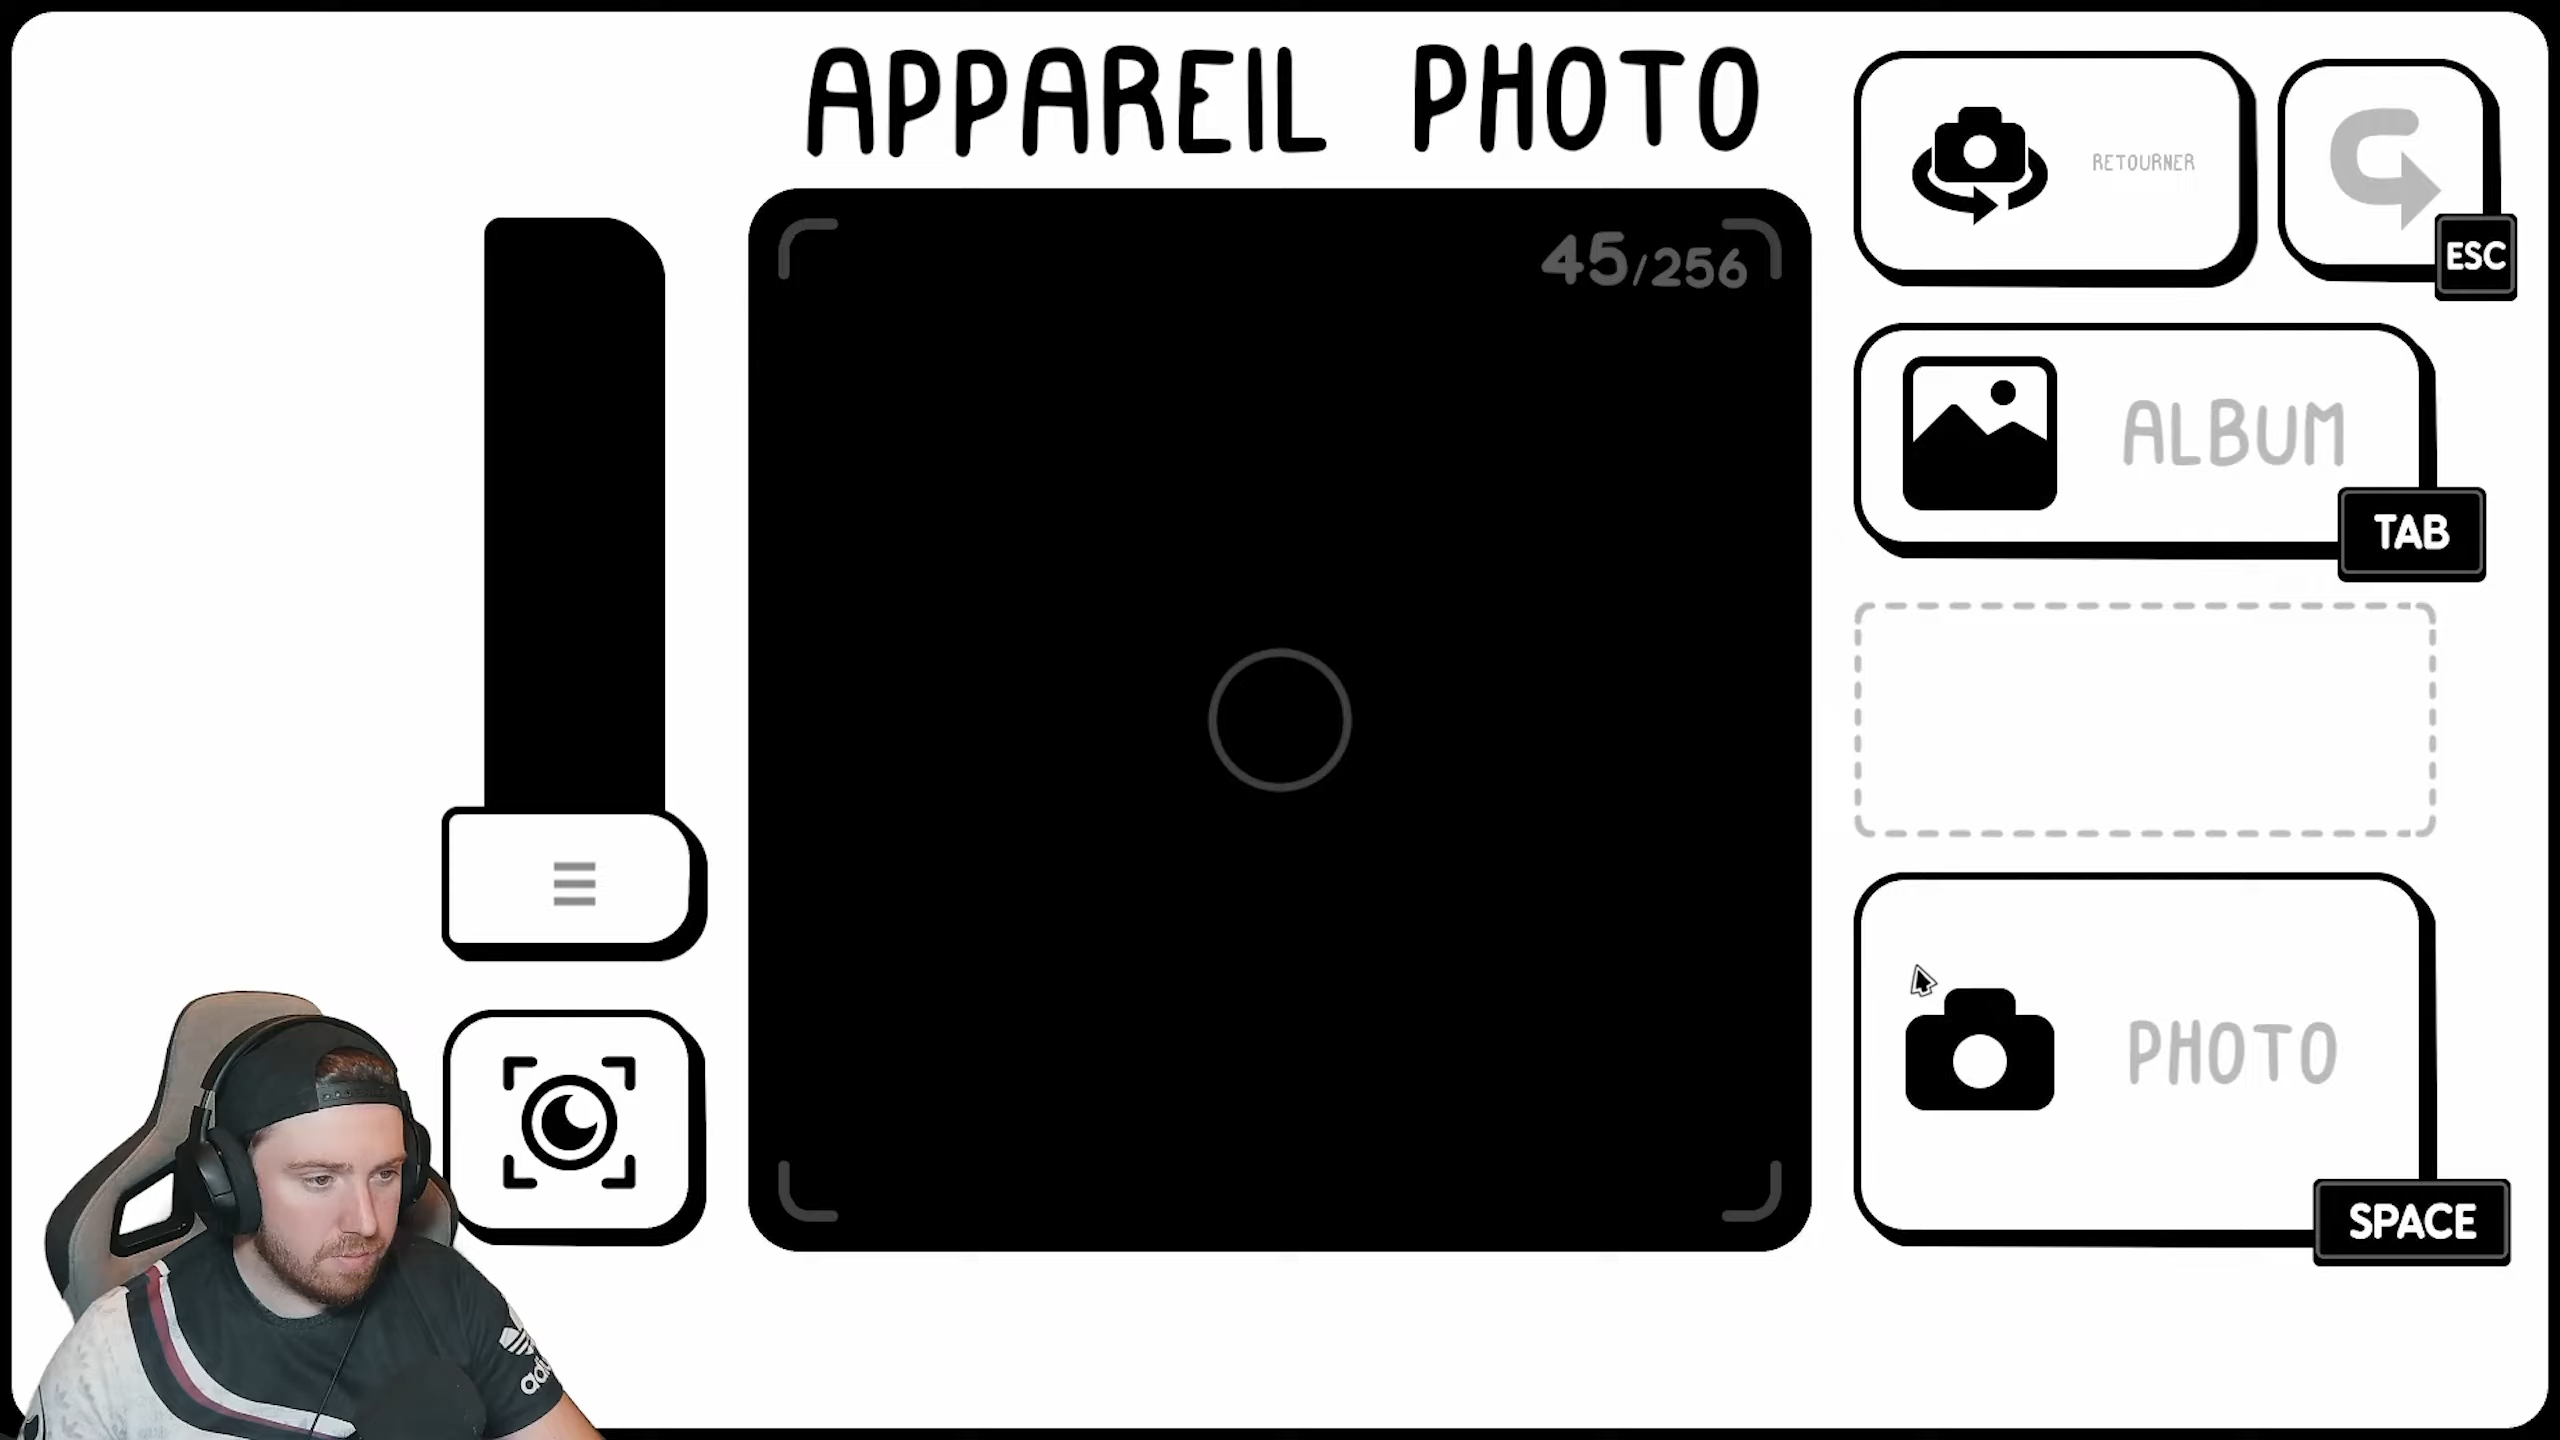 APPAREIL PHOTO
RETOURNER
ESC
45/256
ALBUM
TAB
PHOTO
SPACE